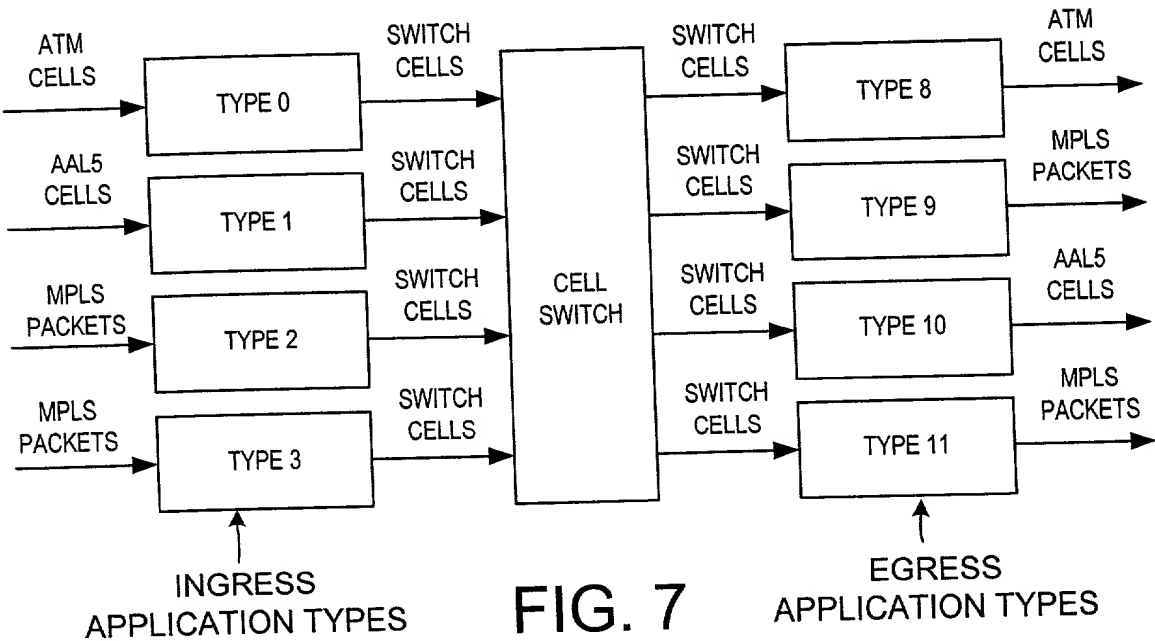 ATM
CELLS
TYPE 0
SWITCH
CELLS
AAL5
CELLS
TYPE 1
SWITCH
CELLS
MPLS
PACKETS
TYPE 2
SWITCH
CELLS
MPLS
PACKETS
TYPE 3
SWITCH
CELLS
CELL
SWITCH
SWITCH
CELLS
TYPE 8
ATM
CELLS
SWITCH
CELLS
TYPE 9
MPLS
PACKETS
SWITCH
CELLS
TYPE 10
AAL5
CELLS
SWITCH
CELLS
TYPE 11
MPLS
PACKETS
INGRESS
APPLICATION TYPES
FIG. 7
EGRESS
APPLICATION TYPES